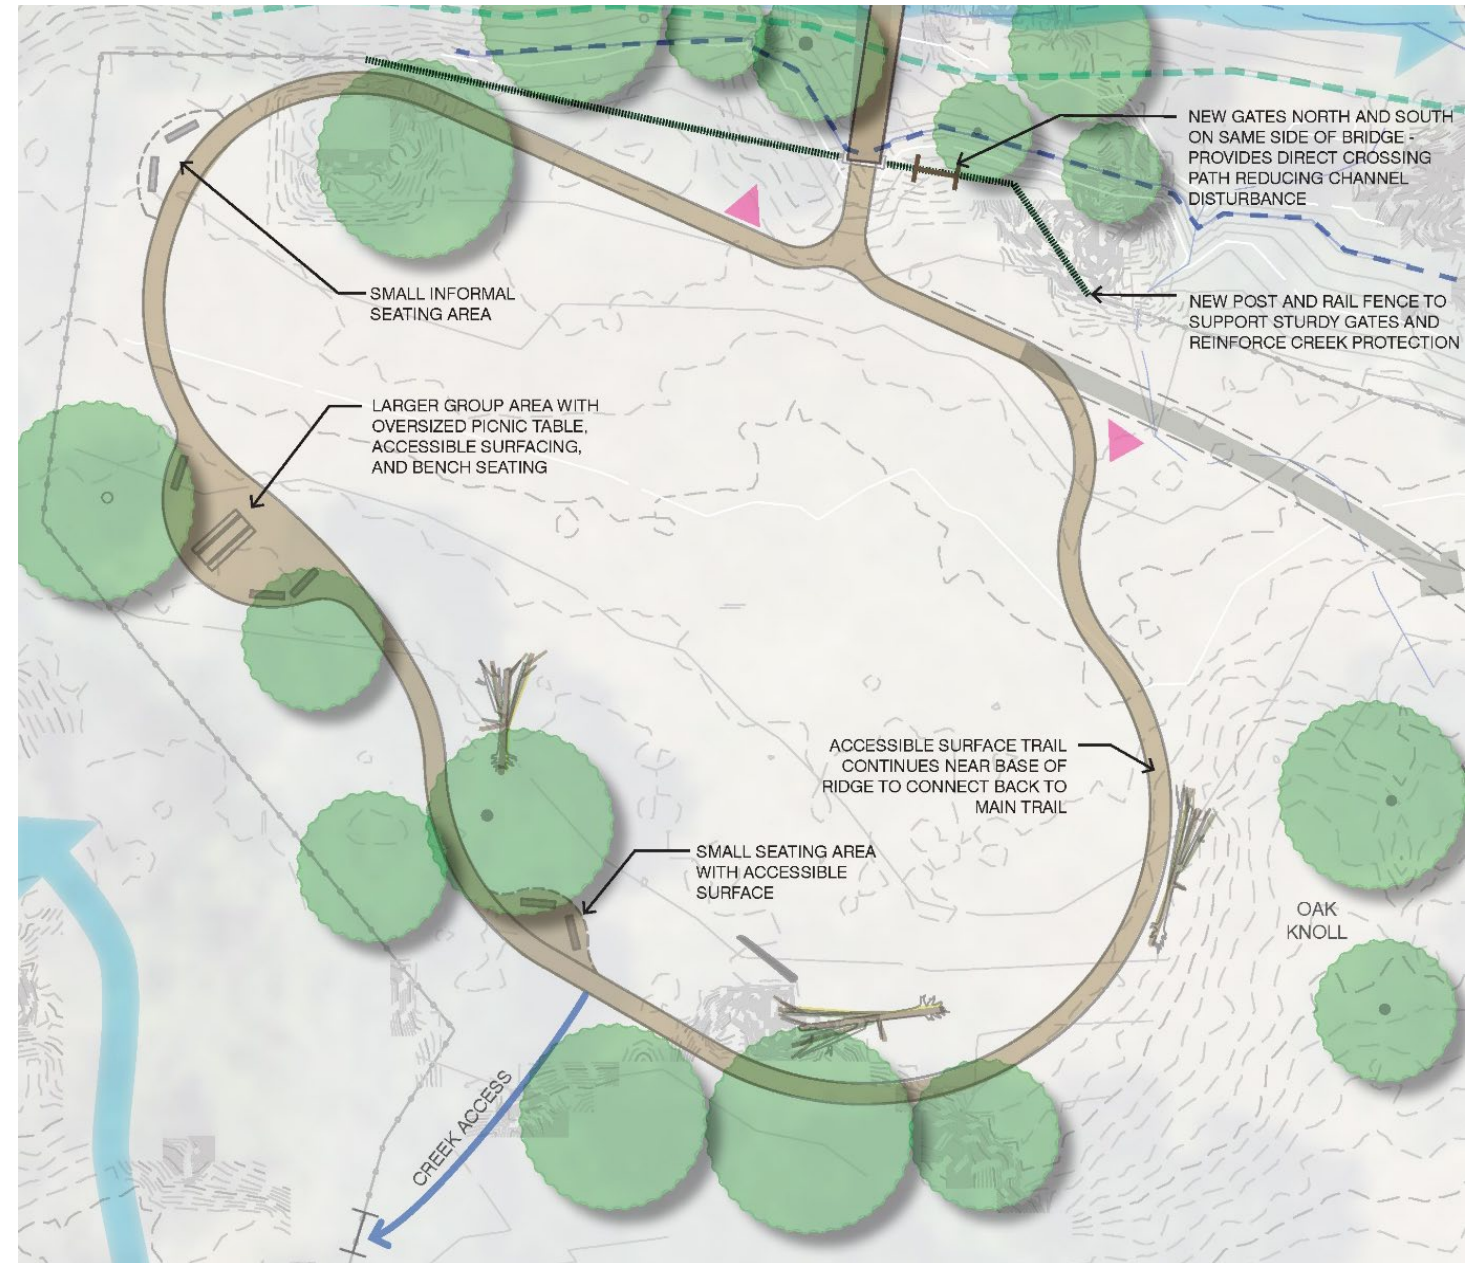 NEW GATES NORTH AND SOUTH
ON SAME SIDE OF BRIDGE -
PROVIDES DIRECT CROSSING
PATH REDUCING CHANNEL
DISTURBANCE
SMALL INFORMAL
SEATING AREA
NEW POST AND RAIL FENCE TO
SUPPORT STURDY GATES AND
REINFORCE CREEK PROTECTION
LARGER GROUP AREA WITH
OVERSIZED PICNIC TABLE,
ACCESSIBLE SURFACING,
AND BENCH SEATING
ACCESSIBLE SURFACE TRAIL
CONTINUES NEAR BASE OF
RIDGE TO CONNECT BACK TO
MAIN TRAIL
SMALL SEATING AREA
WITH ACCESSIBLE
SURFACE
OAK
KNOLL
CREEK ACCESS